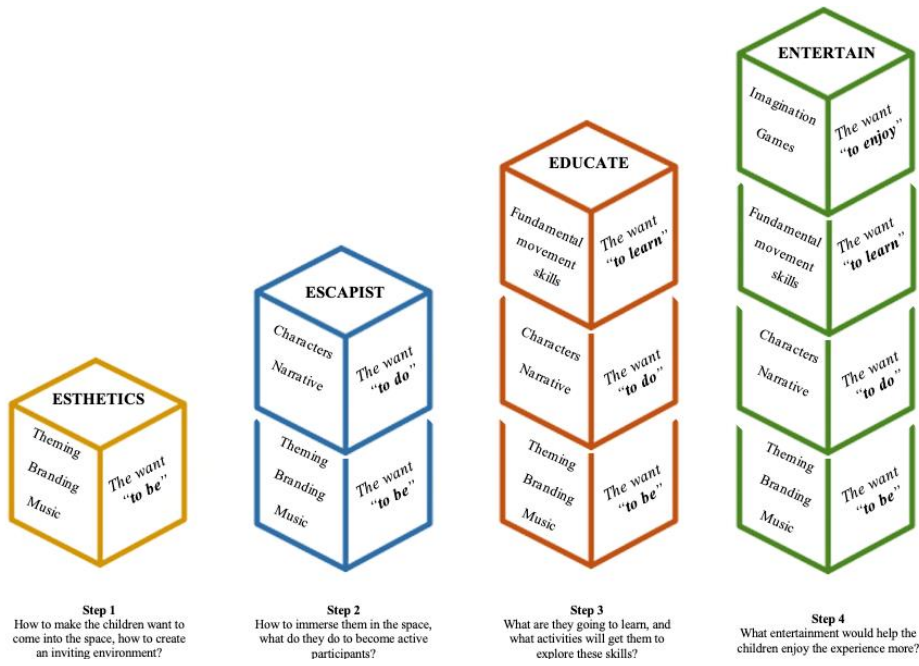 ESTHETICS
Theming
Branding
Music
The want
“to be”
Step 1
How to make the children want to
come into the space, how to create
an inviting environment?
ESCAPIST
Characters
Narrative
The want
“to do”
Theming
Branding
Music
The want
“to be”
Step 2
How to immerse them in the space,
what do they do to become active
participants?
EDUCATE
Fundamental
movement
skills
The want
“to learn”
Characters
Narrative
The want
“to do”
Theming
Branding
Music
The want
“to be”
Step 3
What are they going to learn, and
what activities will get them to
explore these skills?
ENTERTAIN
Imagination
Games
The want
“to enjoy”
Fundamental
movement
skills
The want
“to learn”
Characters
Narrative
The want
“to do”
Theming
Branding
Music
The want
“to be”
Step 4
What entertainment would help the
children enjoy the experience more?